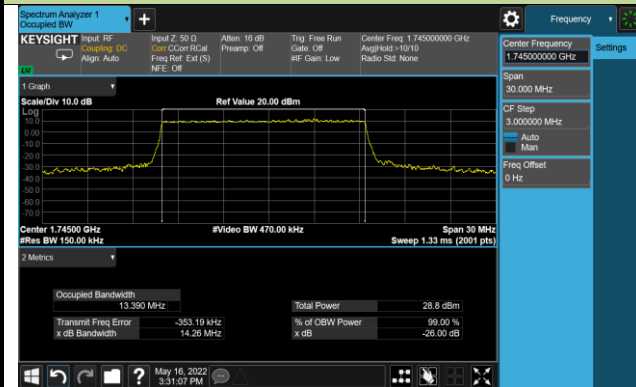 Spectrum Analyzer 1
Occupied BW
+
Frequency
KEYSIGHT
Input: RF
Coupling: DC
Align: Auto
Input Z: 50 Ω
Corr CCorr RCal
Freq Ref: Ext (S)
NFE: Off
Atten: 16 dB
Preamp: Off
Trig: Free Run
Gate: Off
#IF Gain: Low
Center Freq: 1.745000000 GHz
Avg|Hold:>10/10
Radio Std: None
Center Frequency
1.745000000 GHz
Settings
Span
30.000 MHz
CF Step
3.000000 MHz
Auto
Man
Freq Offset
0 Hz
1 Graph
Scale/Div 10.0 dB
Ref Value 20.00 dBm
Log
10.0
0.00
-10.0
-20.0
-30.0
-40.0
-50.0
-60.0
-70.0
Center 1.74500 GHz
#Video BW 470.00 kHz
Span 30 MHz
#Res BW 150.00 kHz
Sweep 1.33 ms (2001 pts)
2 Metrics
Occupied Bandwidth
13.390 MHz
Total Power
28.8 dBm
Transmit Freq Error
-353.19 kHz
% of OBW Power
99.00 %
x dB Bandwidth
14.26 MHz
x dB
-26.00 dB
?
May 16, 2022
3:31:07 PM